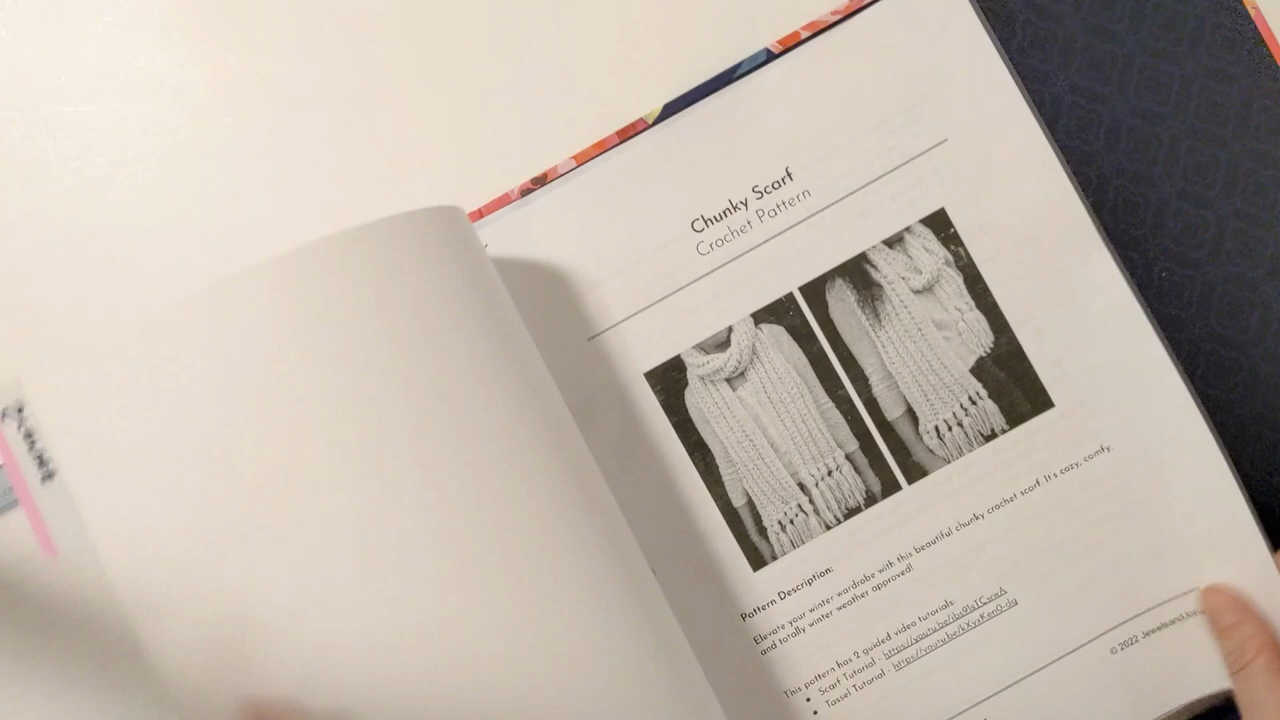 Chunky Scarf
Crochet Pattern
Pattern Description:
Elevate your winter wardrobe with this beautiful chunky crochet scarf. It's cozy, comfy,
and totally winter weather approved!
This pattern has 2 guided video tutorials:
• Scarf Tutorial -
• Tassel Tutorial -
© 2022